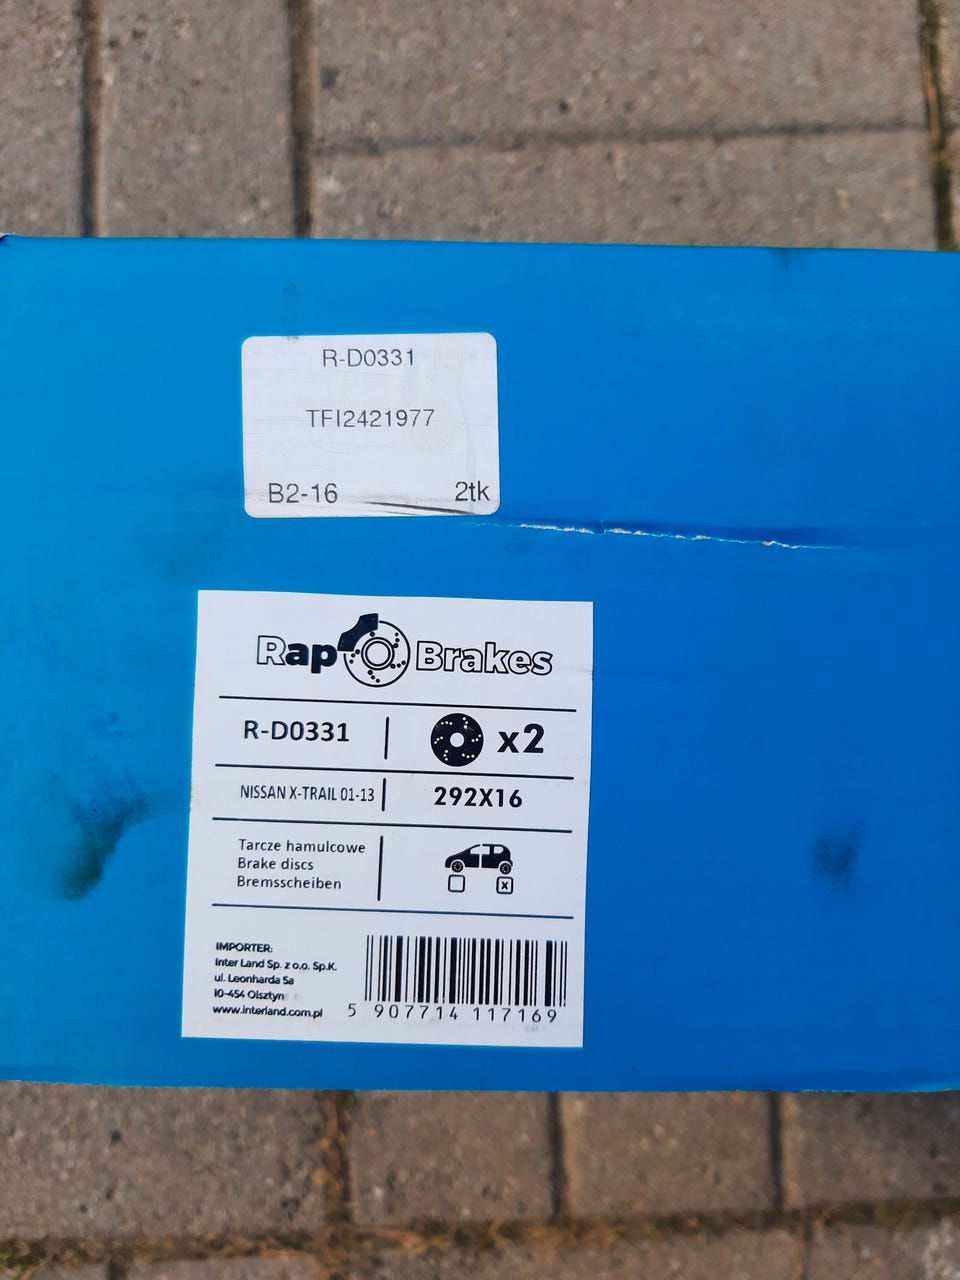 R-D0331
TFI2421977
B2-16 2tk
Rap Brakes
R-D0331 x2
NISSAN X-TRAIL 01-13 292X16
Tarcze hamulcowe
Brake discs
Bremsscheiben x
IMPORTER:
Inter Land Sp. z o.o. Sp.K.
ul. Leonharda 5a
10-454 Olsztyn
www.interland.com.pl
5 907714 117169